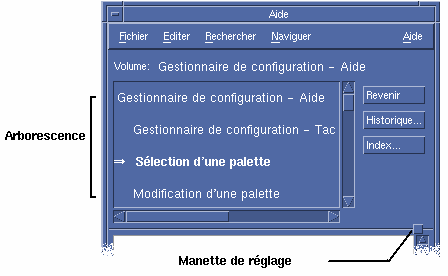 Aide
Fichier Editer Rechercher Naviguer Aide
Volume: Gestionnaire de configuration – Aide
Gestionnaire de configuration – Aide
Revenir
Gestionnaire de configuration – Tac
Historique...
Arborescence
⇒ Sélection d'une palette
Index...
Modification d'une palette
Manette de réglage